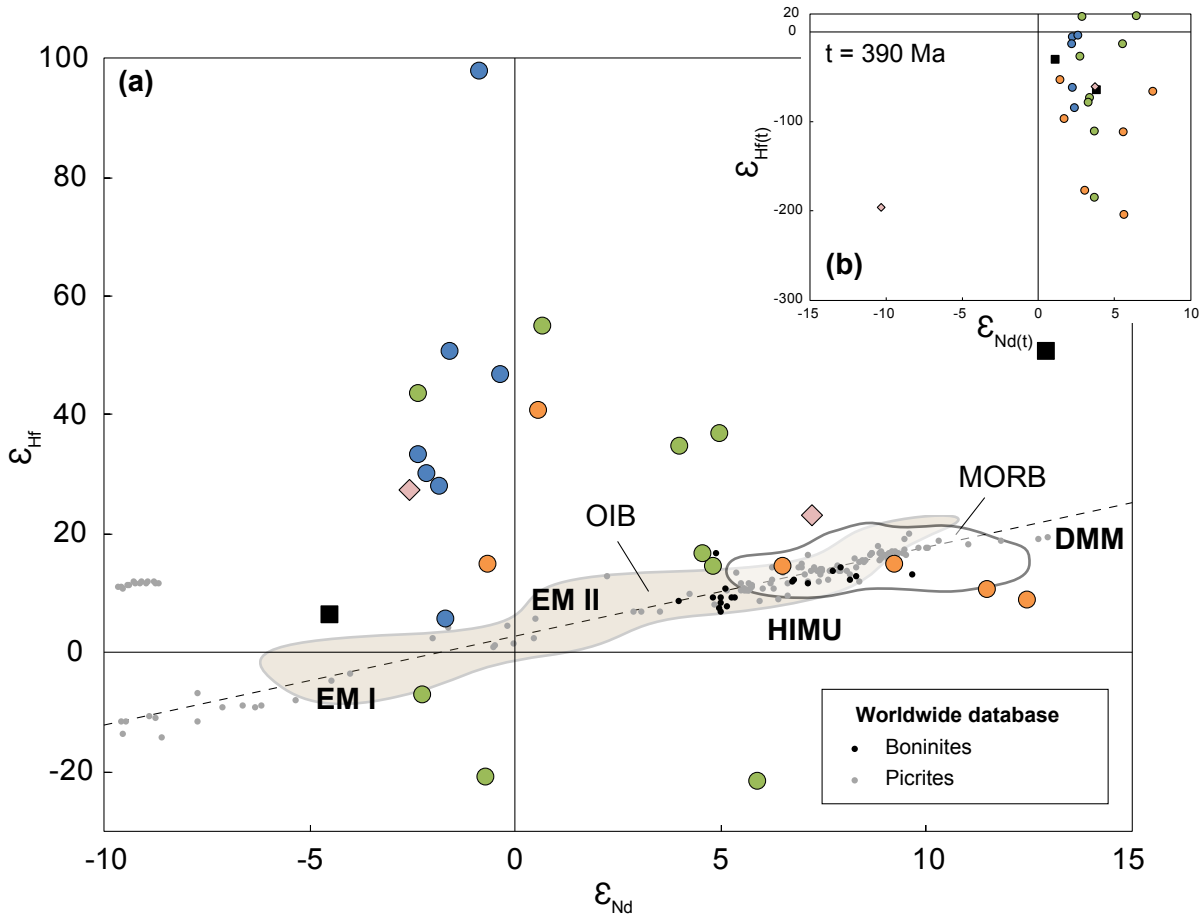 (a)
100
80
60
40
20
0
-20
εHf
-10
-5
0
5
10
15
εNd
OIB
MORB
DMM
EM II
HIMU
EM I
Worldwide database
Boninites
Picrites
t = 390 Ma
(b)
20
0
-100
-200
-300
εHf(t)
-15
-10
-5
0
5
10
εNd(t)